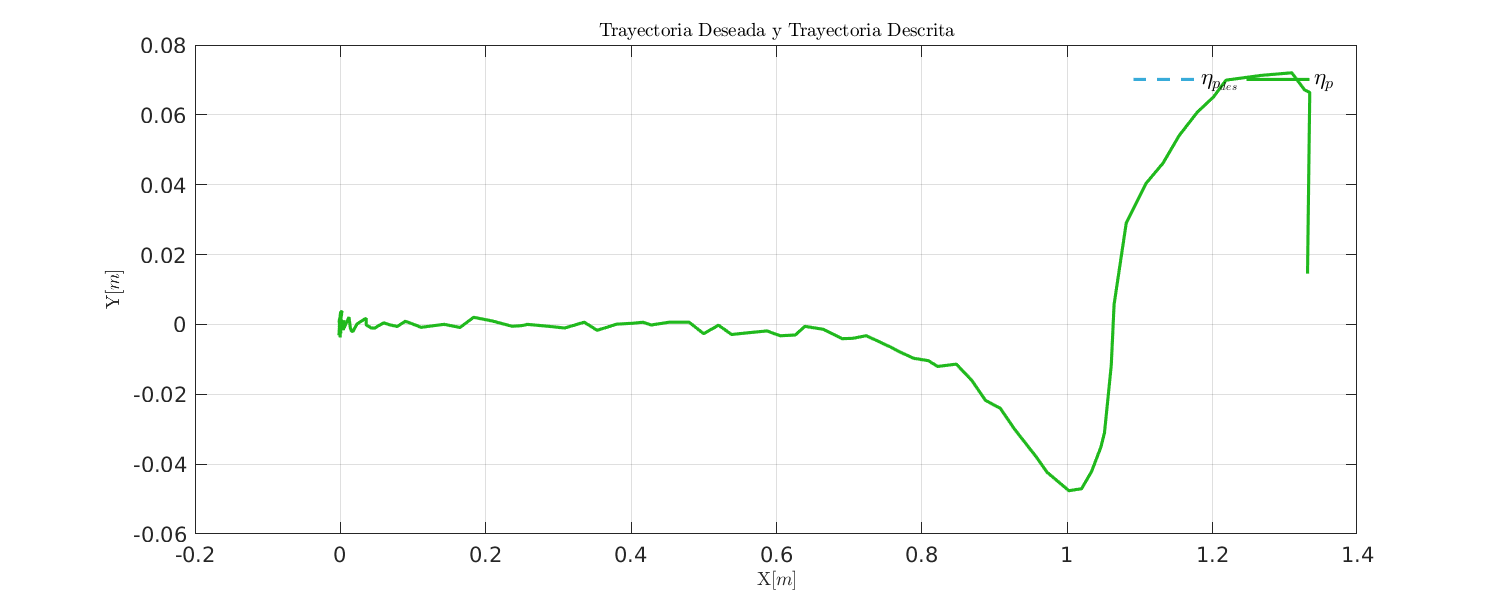 Trayectoria Deseada y Trayectoria Descrita
0.08
0.06
0.04
0.02
0
-0.02
-0.04
-0.06
Y[m]
η_{p_{des}} η_p
-0.2 0 0.2 0.4 0.6 0.8 1 1.2 1.4
X[m]